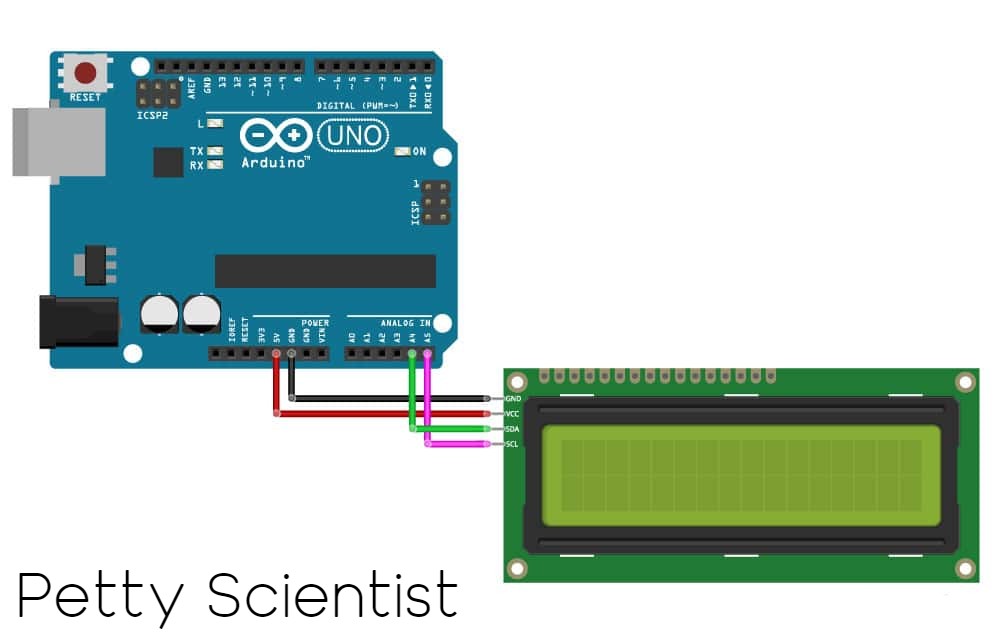 RESET
ICSP2
AREF
GND
13
12
~11
~10
~9
8
7
~6
~5
4
~3
2
TX0▶1
RX0◀0
DIGITAL (PWM=~)
L
TX
RX
UNO
Arduino™
ON
1
ICSP
POWER
ANALOG IN
IOREF
RESET
3V3
5V
GND
GND
VIN
A0
A1
A2
A3
A4
A5
GND
VCC
SDA
SCL
Petty Scientist